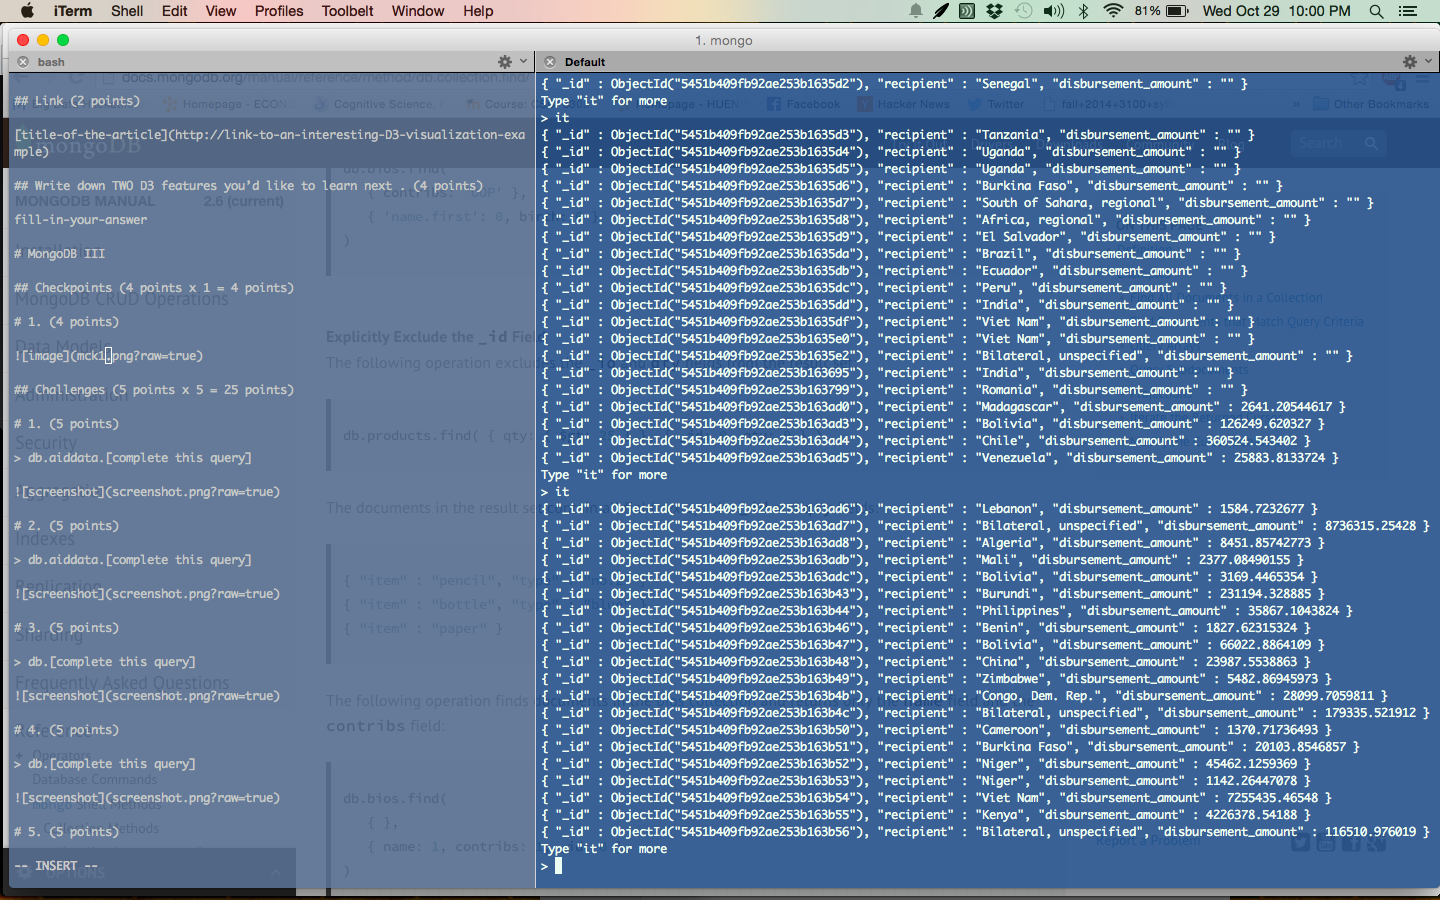 iTerm Shell Edit View Profiles Toolbelt Window Help 81% Wed Oct 29 10:00 PM
1. mongo
bash
## Link (2 points)
[title-of-the-article](http://link-to-an-interesting-D3-visualization-exa
mple)
## Write down TWO D3 features you'd like to learn next . (4 points)
fill-in-your-answer
# MongoDB III
## Checkpoints (4 points x 1 = 4 points)
# 1. (4 points)
![image](mck1.png?raw=true)
## Challenges (5 points x 5 = 25 points)
# 1. (5 points)
> db.aiddata.[complete this query]
![screenshot](screenshot.png?raw=true)
# 2. (5 points)
> db.aiddata.[complete this query]
![screenshot](screenshot.png?raw=true)
# 3. (5 points)
> db.[complete this query]
![screenshot](screenshot.png?raw=true)
# 4. (5 points)
> db.[complete this query]
![screenshot](screenshot.png?raw=true)
# 5. (5 points)
-- INSERT --
Default
{ "_id" : ObjectId("5451b409fb92ae253b1635d2"), "recipient" : "Senegal", "disbursement_amount" : "" }
Type "it" for more
> it
{ "_id" : ObjectId("5451b409fb92ae253b1635d3"), "recipient" : "Tanzania", "disbursement_amount" : "" }
{ "_id" : ObjectId("5451b409fb92ae253b1635d4"), "recipient" : "Uganda", "disbursement_amount" : "" }
{ "_id" : ObjectId("5451b409fb92ae253b1635d5"), "recipient" : "Uganda", "disbursement_amount" : "" }
{ "_id" : ObjectId("5451b409fb92ae253b1635d6"), "recipient" : "Burkina Faso", "disbursement_amount" : "" }
{ "_id" : ObjectId("5451b409fb92ae253b1635d7"), "recipient" : "South of Sahara, regional", "disbursement_amount" : "" }
{ "_id" : ObjectId("5451b409fb92ae253b1635d8"), "recipient" : "Africa, regional", "disbursement_amount" : "" }
{ "_id" : ObjectId("5451b409fb92ae253b1635d9"), "recipient" : "El Salvador", "disbursement_amount" : "" }
{ "_id" : ObjectId("5451b409fb92ae253b1635da"), "recipient" : "Brazil", "disbursement_amount" : "" }
{ "_id" : ObjectId("5451b409fb92ae253b1635db"), "recipient" : "Ecuador", "disbursement_amount" : "" }
{ "_id" : ObjectId("5451b409fb92ae253b1635dc"), "recipient" : "Peru", "disbursement_amount" : "" }
{ "_id" : ObjectId("5451b409fb92ae253b1635dd"), "recipient" : "India", "disbursement_amount" : "" }
{ "_id" : ObjectId("5451b409fb92ae253b1635df"), "recipient" : "Viet Nam", "disbursement_amount" : "" }
{ "_id" : ObjectId("5451b409fb92ae253b1635e0"), "recipient" : "Viet Nam", "disbursement_amount" : "" }
{ "_id" : ObjectId("5451b409fb92ae253b1635e2"), "recipient" : "Bilateral, unspecified", "disbursement_amount" : "" }
{ "_id" : ObjectId("5451b409fb92ae253b163695"), "recipient" : "India", "disbursement_amount" : "" }
{ "_id" : ObjectId("5451b409fb92ae253b163799"), "recipient" : "Romania", "disbursement_amount" : "" }
{ "_id" : ObjectId("5451b409fb92ae253b163ad0"), "recipient" : "Madagascar", "disbursement_amount" : 2641.20544617 }
{ "_id" : ObjectId("5451b409fb92ae253b163ad3"), "recipient" : "Bolivia", "disbursement_amount" : 126249.620327 }
{ "_id" : ObjectId("5451b409fb92ae253b163ad4"), "recipient" : "Chile", "disbursement_amount" : 360524.543402 }
{ "_id" : ObjectId("5451b409fb92ae253b163ad5"), "recipient" : "Venezuela", "disbursement_amount" : 25883.8133724 }
Type "it" for more
> it
{ "_id" : ObjectId("5451b409fb92ae253b163ad6"), "recipient" : "Lebanon", "disbursement_amount" : 1584.7232677 }
{ "_id" : ObjectId("5451b409fb92ae253b163ad7"), "recipient" : "Bilateral, unspecified", "disbursement_amount" : 8736315.25428 }
{ "_id" : ObjectId("5451b409fb92ae253b163ad8"), "recipient" : "Algeria", "disbursement_amount" : 8451.85742773 }
{ "_id" : ObjectId("5451b409fb92ae253b163adb"), "recipient" : "Mali", "disbursement_amount" : 2377.08490155 }
{ "_id" : ObjectId("5451b409fb92ae253b163adc"), "recipient" : "Bolivia", "disbursement_amount" : 3169.4465354 }
{ "_id" : ObjectId("5451b409fb92ae253b163b43"), "recipient" : "Burundi", "disbursement_amount" : 231194.328885 }
{ "_id" : ObjectId("5451b409fb92ae253b163b44"), "recipient" : "Philippines", "disbursement_amount" : 35867.1043824 }
{ "_id" : ObjectId("5451b409fb92ae253b163b46"), "recipient" : "Benin", "disbursement_amount" : 1827.62315324 }
{ "_id" : ObjectId("5451b409fb92ae253b163b47"), "recipient" : "Bolivia", "disbursement_amount" : 66022.8864109 }
{ "_id" : ObjectId("5451b409fb92ae253b163b48"), "recipient" : "China", "disbursement_amount" : 23987.5538863 }
{ "_id" : ObjectId("5451b409fb92ae253b163b49"), "recipient" : "Zimbabwe", "disbursement_amount" : 5482.86945973 }
{ "_id" : ObjectId("5451b409fb92ae253b163b4b"), "recipient" : "Congo, Dem. Rep.", "disbursement_amount" : 28099.7059811 }
{ "_id" : ObjectId("5451b409fb92ae253b163b4c"), "recipient" : "Bilateral, unspecified", "disbursement_amount" : 179335.521912 }
{ "_id" : ObjectId("5451b409fb92ae253b163b50"), "recipient" : "Cameroon", "disbursement_amount" : 1370.71736493 }
{ "_id" : ObjectId("5451b409fb92ae253b163b51"), "recipient" : "Burkina Faso", "disbursement_amount" : 20103.8546857 }
{ "_id" : ObjectId("5451b409fb92ae253b163b52"), "recipient" : "Niger", "disbursement_amount" : 45462.1259369 }
{ "_id" : ObjectId("5451b409fb92ae253b163b53"), "recipient" : "Niger", "disbursement_amount" : 1142.26447078 }
{ "_id" : ObjectId("5451b409fb92ae253b163b54"), "recipient" : "Viet Nam", "disbursement_amount" : 7255435.46548 }
{ "_id" : ObjectId("5451b409fb92ae253b163b55"), "recipient" : "Kenya", "disbursement_amount" : 4226378.54188 }
{ "_id" : ObjectId("5451b409fb92ae253b163b56"), "recipient" : "Bilateral, unspecified", "disbursement_amount" : 116510.976019 }
Type "it" for more
>